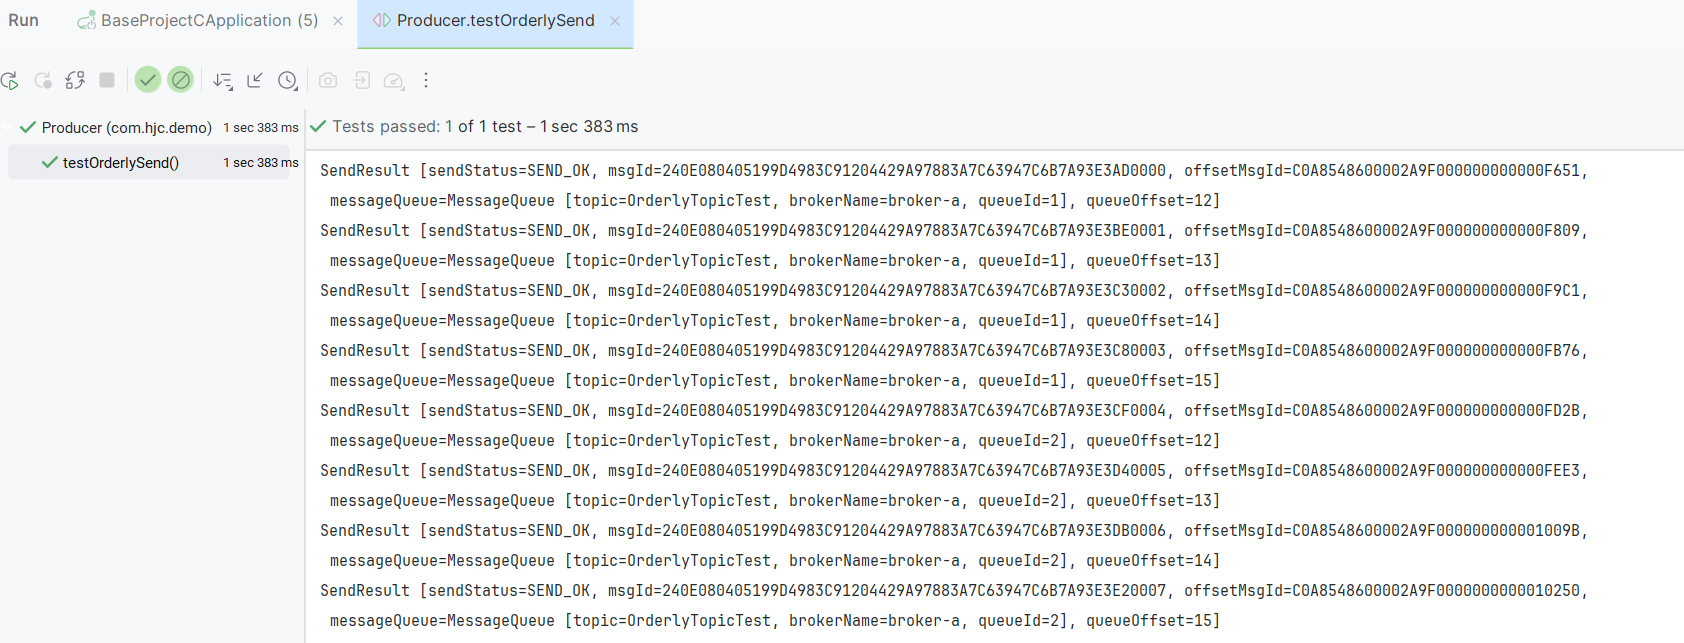 Run BaseProjectCApplication (5) Producer.testOrderlySend
Producer (com.hjc.demo) 1 sec 383 ms
Tests passed: 1 of 1 test – 1 sec 383 ms
testOrderlySend() 1 sec 383 ms
SendResult [sendStatus=SEND_OK, msgId=240E080405199D4983C91204429A97883A7C63947C6B7A93E3AD0000, offsetMsgId=C0A8548600002A9F000000000000F651,
messageQueue=MessageQueue [topic=OrderlyTopicTest, brokerName=broker-a, queueId=1], queueOffset=12]
SendResult [sendStatus=SEND_OK, msgId=240E080405199D4983C91204429A97883A7C63947C6B7A93E3BE0001, offsetMsgId=C0A8548600002A9F000000000000F809,
messageQueue=MessageQueue [topic=OrderlyTopicTest, brokerName=broker-a, queueId=1], queueOffset=13]
SendResult [sendStatus=SEND_OK, msgId=240E080405199D4983C91204429A97883A7C63947C6B7A93E3C30002, offsetMsgId=C0A8548600002A9F000000000000F9C1,
messageQueue=MessageQueue [topic=OrderlyTopicTest, brokerName=broker-a, queueId=1], queueOffset=14]
SendResult [sendStatus=SEND_OK, msgId=240E080405199D4983C91204429A97883A7C63947C6B7A93E3C80003, offsetMsgId=C0A8548600002A9F000000000000FB76,
messageQueue=MessageQueue [topic=OrderlyTopicTest, brokerName=broker-a, queueId=1], queueOffset=15]
SendResult [sendStatus=SEND_OK, msgId=240E080405199D4983C91204429A97883A7C63947C6B7A93E3CF0004, offsetMsgId=C0A8548600002A9F000000000000FD2B,
messageQueue=MessageQueue [topic=OrderlyTopicTest, brokerName=broker-a, queueId=2], queueOffset=12]
SendResult [sendStatus=SEND_OK, msgId=240E080405199D4983C91204429A97883A7C63947C6B7A93E3D40005, offsetMsgId=C0A8548600002A9F000000000000FEE3,
messageQueue=MessageQueue [topic=OrderlyTopicTest, brokerName=broker-a, queueId=2], queueOffset=13]
SendResult [sendStatus=SEND_OK, msgId=240E080405199D4983C91204429A97883A7C63947C6B7A93E3DB0006, offsetMsgId=C0A8548600002A9F000000000001009B,
messageQueue=MessageQueue [topic=OrderlyTopicTest, brokerName=broker-a, queueId=2], queueOffset=14]
SendResult [sendStatus=SEND_OK, msgId=240E080405199D4983C91204429A97883A7C63947C6B7A93E3E20007, offsetMsgId=C0A8548600002A9F0000000000010250,
messageQueue=MessageQueue [topic=OrderlyTopicTest, brokerName=broker-a, queueId=2], queueOffset=15]